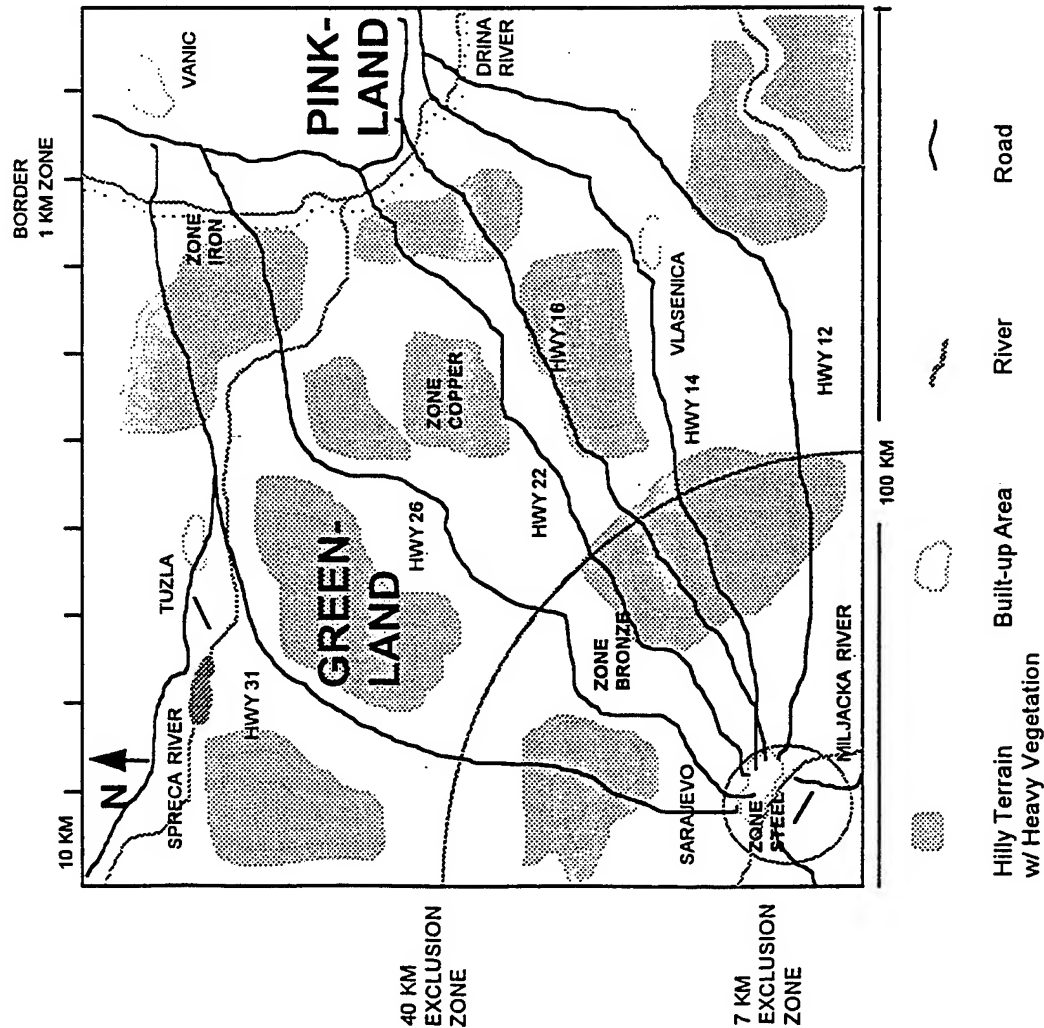 BORDER
1 KM ZONE
10 KM
N
VANIC
SPRECA RIVER
TUZLA
ZONE
IRON
PINK-
LAND
HWY 31
DRINA
RIVER
GREEN-
LAND
HWY 26
ZONE
COPPER
40 KM
EXCLUSION
ZONE
HWY 22
HWY 16
ZONE
BRONZE
VLASENICA
HWY 14
SARAJEVO
ZONE
STEEL
7 KM
EXCLUSION
ZONE
HWY 12
MILJACKA RIVER
100 KM
Hilly Terrain
w/ Heavy Vegetation
Built-up Area
River
Road